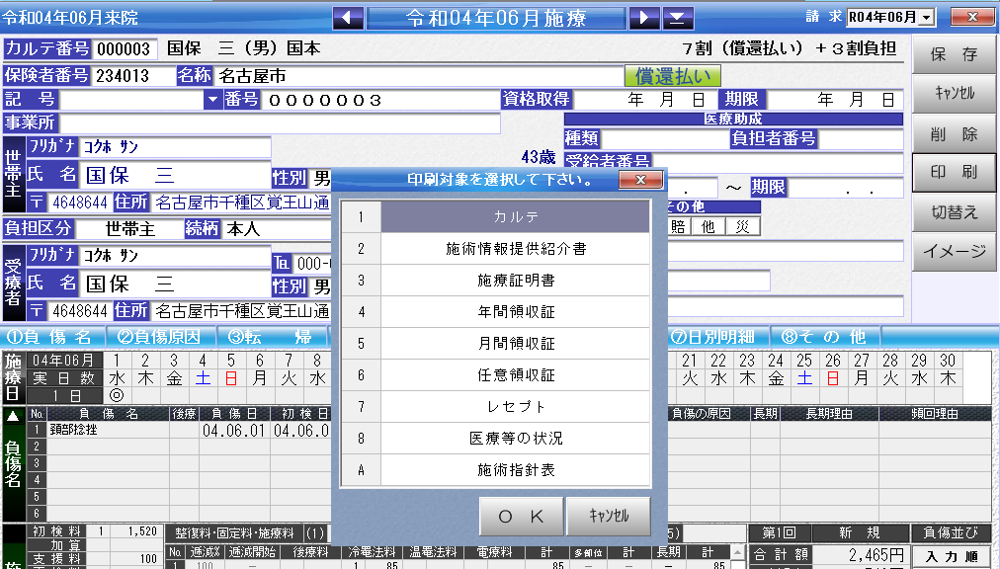 令和04年06月来院 令和04年06月施療 請 求 R04年06月
カルテ番号 000003 国保 三（男）国本 7割（償還払い）＋3割負担
保険者番号 234013 名称 名古屋市 償還払い
記 号 番号 0000003 資格取得 年 月 日 期限 年 月 日
事業所 医療助成
種類 負担者番号
世帯主 フリガナ コクホ サン 43歳 受給者番号
氏 名 国保 三 性別 男 . ～ 期限 . .
〒 4648644 住所 名古屋市千種区覚王山通 その他
負担区分 世帯主 続柄 本人 賠 他 災
受療者 フリガナ コクホ サン ℡ 000-
氏 名 国保 三 性別 男
〒 4648644 住所 名古屋市千種区覚王山通
保 存
ｷｬﾝｾﾙ
削 除
印 刷
切替え
イメージ
印刷対象を選択して下さい。
1 カルテ
2 施術情報提供紹介書
3 施療証明書
4 年間領収証
5 月間領収証
6 任意領収証
7 レセプト
8 医療等の状況
A 施術指針表
ＯＫ ｷｬﾝｾﾙ
①負 傷 名 ②負傷原因 ③転 帰 ⑦日別明細 ⑧そ の 他
施療日 04年06月 1 2 3 4 5 6 7 8 21 22 23 24 25 26 27 28 29 30
実 日 数 水 木 金 土 日 月 火 水 火 水 木 金 土 日 月 火 水 木
1 日 ◎
▲ 負傷名 No. 負 傷 名 後療 負 傷 日 初 検 日 負傷の原因 長期 長期理由 頻回理由
1 頚部捻挫 04.06.01 04.06.0
2
3
4
5
6
初 検 料 1 1,520 整復料・固定料・施療料 (1) 5) 第1回 新 規 負傷並び
加 算 No. 逓減% 逓減開始 後療料 冷罨法料 温罨法料 電療料 計 多部位 計 長期 計 合 計 額 2,465円 入 力 順
支 援 料 100 1 100 － － 1 85 － 85 － － 85